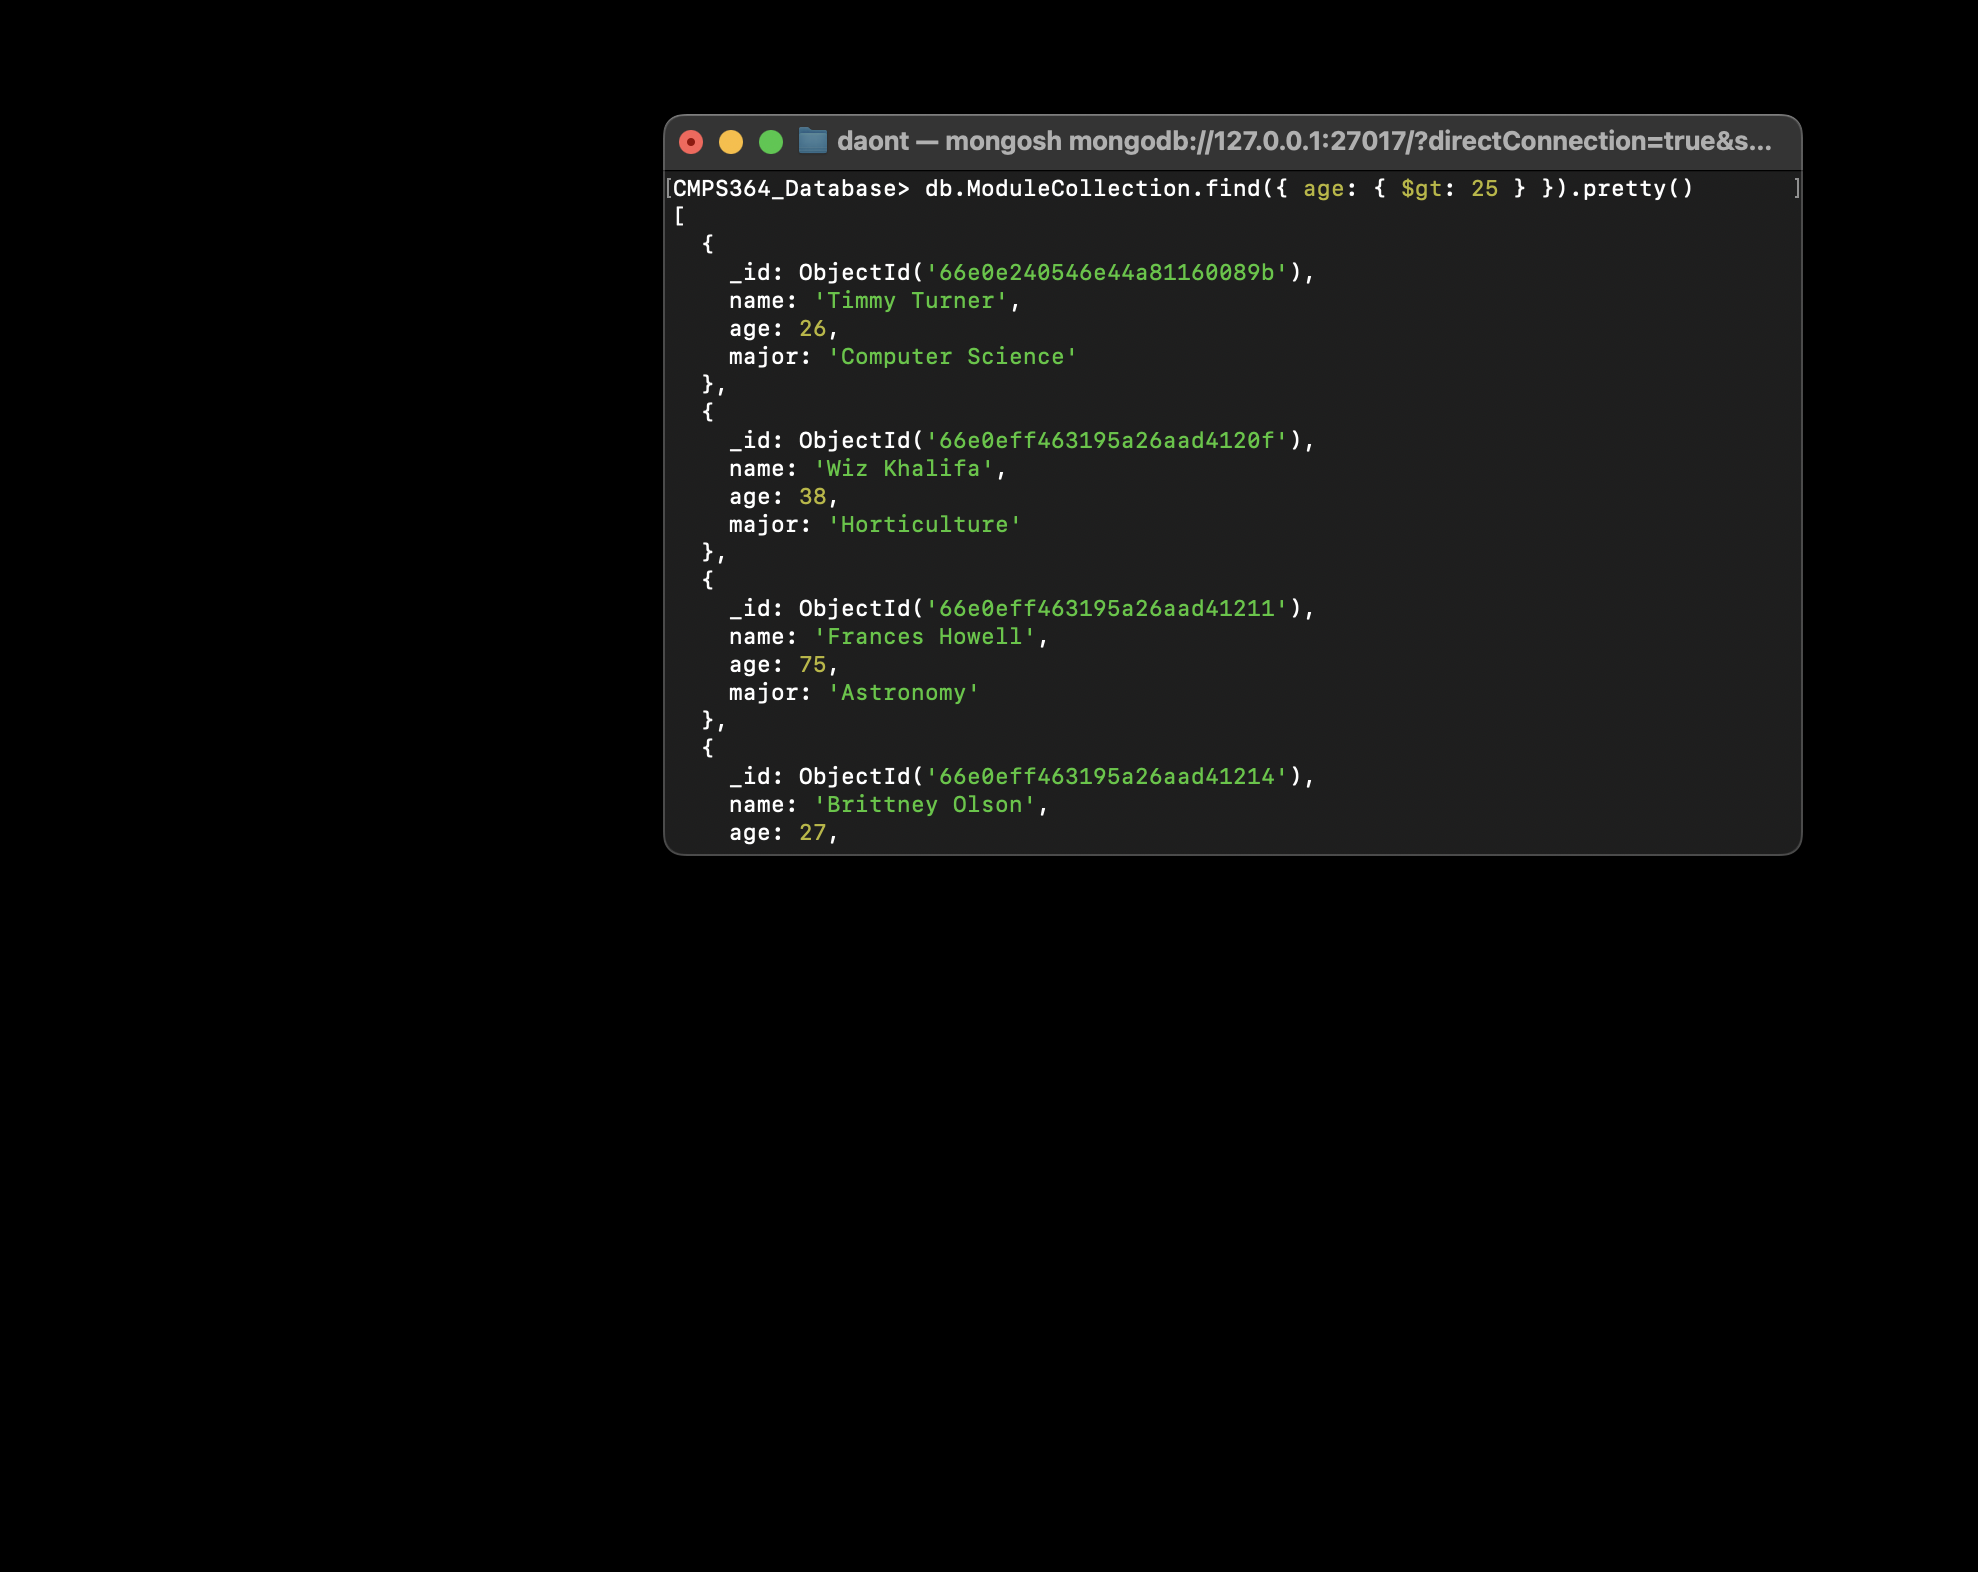 daont — mongosh mongodb://127.0.0.1:27017/?directConnection=true&s...
[CMPS364_Database> db.ModuleCollection.find({ age: { $gt: 25 } }).pretty() ]
[
  {
    _id: ObjectId('66e0e240546e44a81160089b'),
    name: 'Timmy Turner',
    age: 26,
    major: 'Computer Science'
  },
  {
    _id: ObjectId('66e0eff463195a26aad4120f'),
    name: 'Wiz Khalifa',
    age: 38,
    major: 'Horticulture'
  },
  {
    _id: ObjectId('66e0eff463195a26aad41211'),
    name: 'Frances Howell',
    age: 75,
    major: 'Astronomy'
  },
  {
    _id: ObjectId('66e0eff463195a26aad41214'),
    name: 'Brittney Olson',
    age: 27,